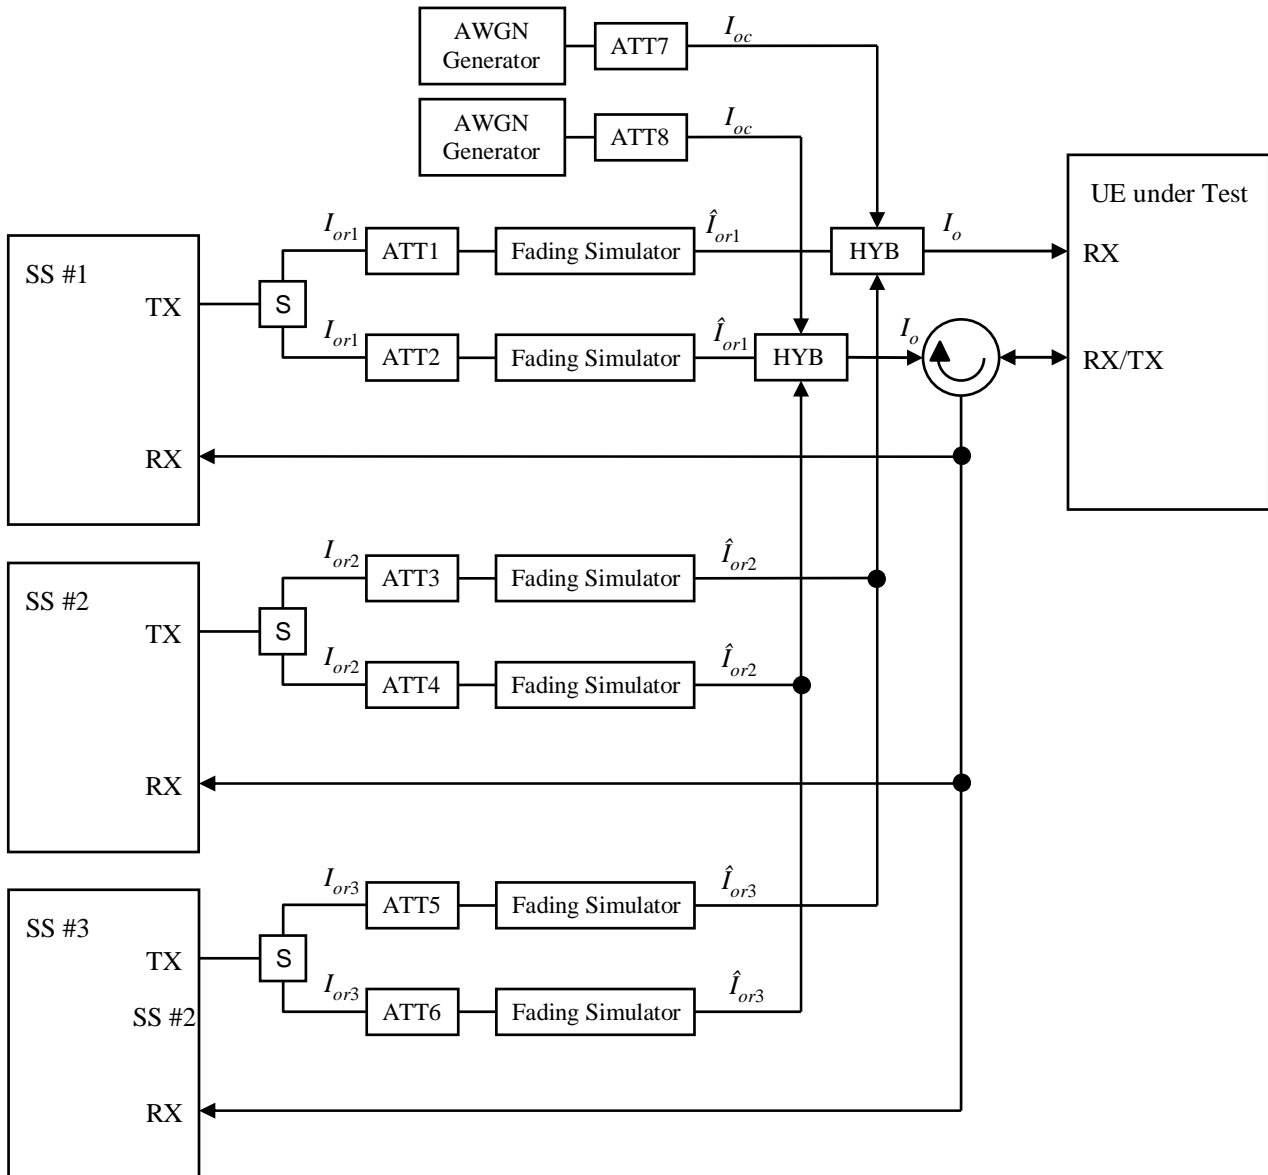 AWGN
Generator
ATT7
I_oc
AWGN
Generator
ATT8
I_oc
UE under Test
RX
RX/TX
SS #1
TX
RX
S
I_or1
ATT1
Fading Simulator
Î_or1
HYB
I_o
I_or1
ATT2
Fading Simulator
Î_or1
HYB
I_o
SS #2
TX
RX
S
I_or2
ATT3
Fading Simulator
Î_or2
I_or2
ATT4
Fading Simulator
Î_or2
SS #3
TX
SS #2
RX
S
I_or3
ATT5
Fading Simulator
Î_or3
I_or3
ATT6
Fading Simulator
Î_or3